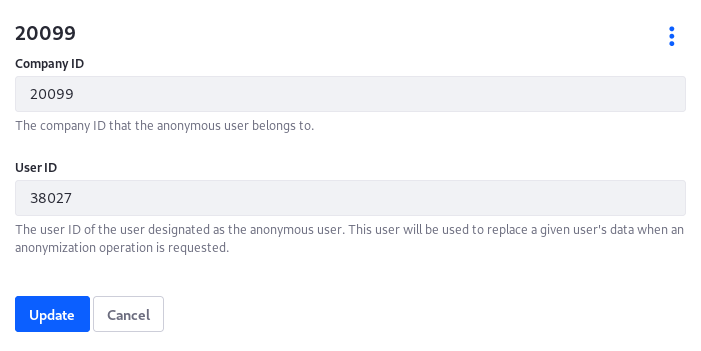 20099
Company ID
20099
The company ID that the anonymous user belongs to.
User ID
38027
The user ID of the user designated as the anonymous user. This user will be used to replace a given user's data when an
anonymization operation is requested.
Update Cancel